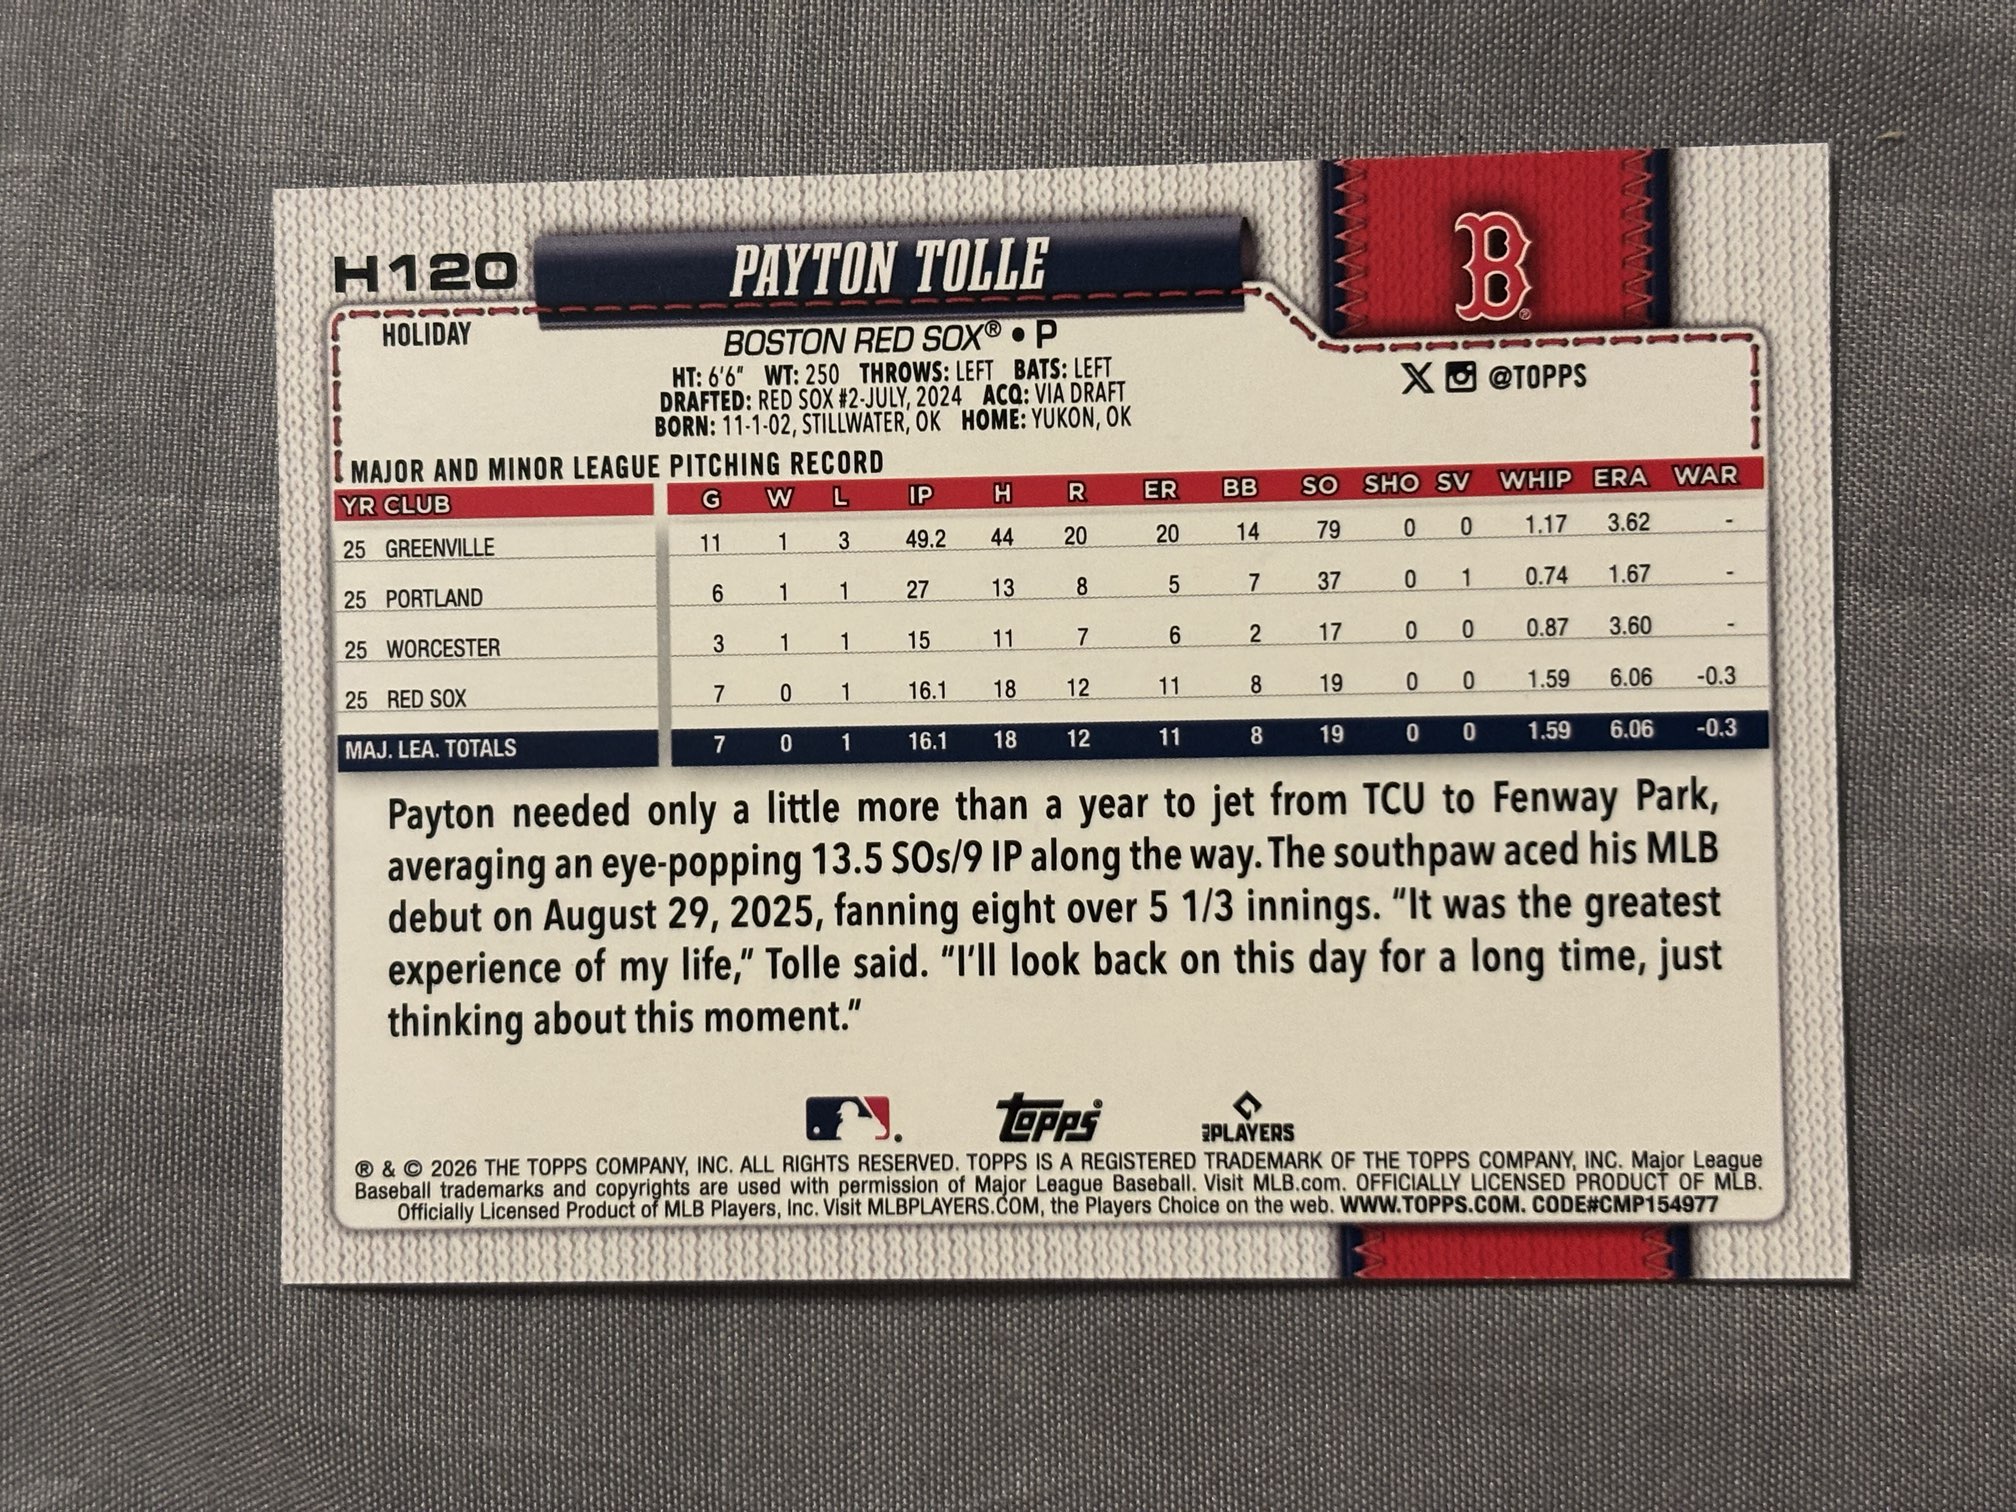 H120
PAYTON TOLLE
B®
HOLIDAY
BOSTON RED SOX® • P
HT: 6'6" WT: 250 THROWS: LEFT BATS: LEFT
DRAFTED: RED SOX #2-JULY, 2024 ACQ: VIA DRAFT
BORN: 11-1-02, STILLWATER, OK HOME: YUKON, OK
X @TOPPS
MAJOR AND MINOR LEAGUE PITCHING RECORD
YR CLUB G W L IP H R ER BB SO SHO SV WHIP ERA WAR
25 GREENVILLE 11 1 3 49.2 44 20 20 14 79 0 0 1.17 3.62 -
25 PORTLAND 6 1 1 27 13 8 5 7 37 0 1 0.74 1.67 -
25 WORCESTER 3 1 1 15 11 7 6 2 17 0 0 0.87 3.60 -
25 RED SOX 7 0 1 16.1 18 12 11 8 19 0 0 1.59 6.06 -0.3
MAJ. LEA. TOTALS 7 0 1 16.1 18 12 11 8 19 0 0 1.59 6.06 -0.3
Payton needed only a little more than a year to jet from TCU to Fenway Park,
averaging an eye-popping 13.5 SOs/9 IP along the way. The southpaw aced his MLB
debut on August 29, 2025, fanning eight over 5 1/3 innings. “It was the greatest
experience of my life,” Tolle said. “I’ll look back on this day for a long time, just
thinking about this moment.”
topps®
MLB PLAYERS
® & © 2026 THE TOPPS COMPANY, INC. ALL RIGHTS RESERVED. TOPPS IS A REGISTERED TRADEMARK OF THE TOPPS COMPANY, INC. Major League
Baseball trademarks and copyrights are used with permission of Major League Baseball. Visit MLB.com. OFFICIALLY LICENSED PRODUCT OF MLB.
Officially Licensed Product of MLB Players, Inc. Visit MLBPLAYERS.COM, the Players Choice on the web. WWW.TOPPS.COM. CODE#CMP154977